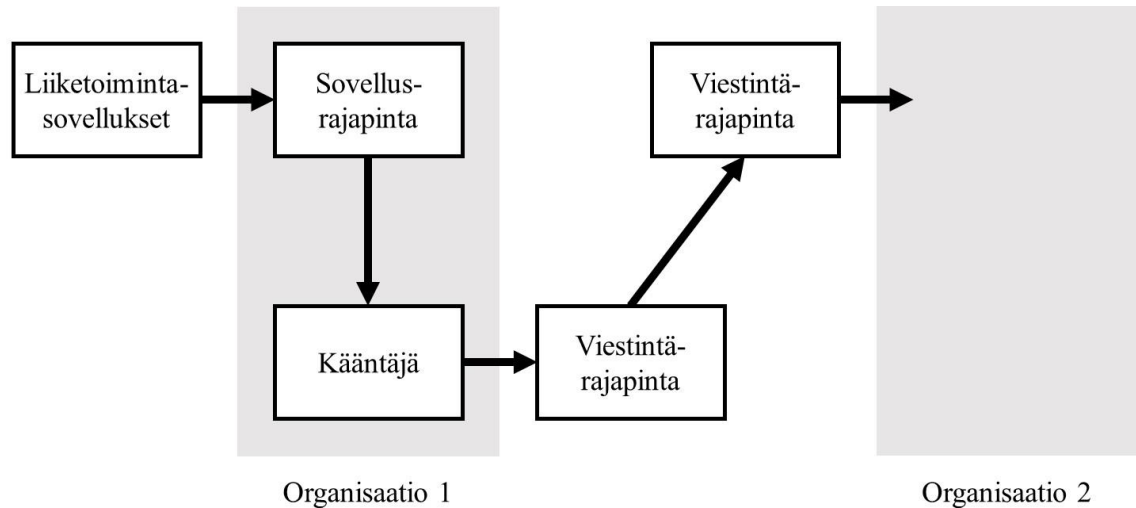 Liiketoiminta-
sovellukset
Sovellus-
rajapinta
Viestintä-
rajapinta
Kääntäjä
Viestintä-
rajapinta
Organisaatio 1
Organisaatio 2